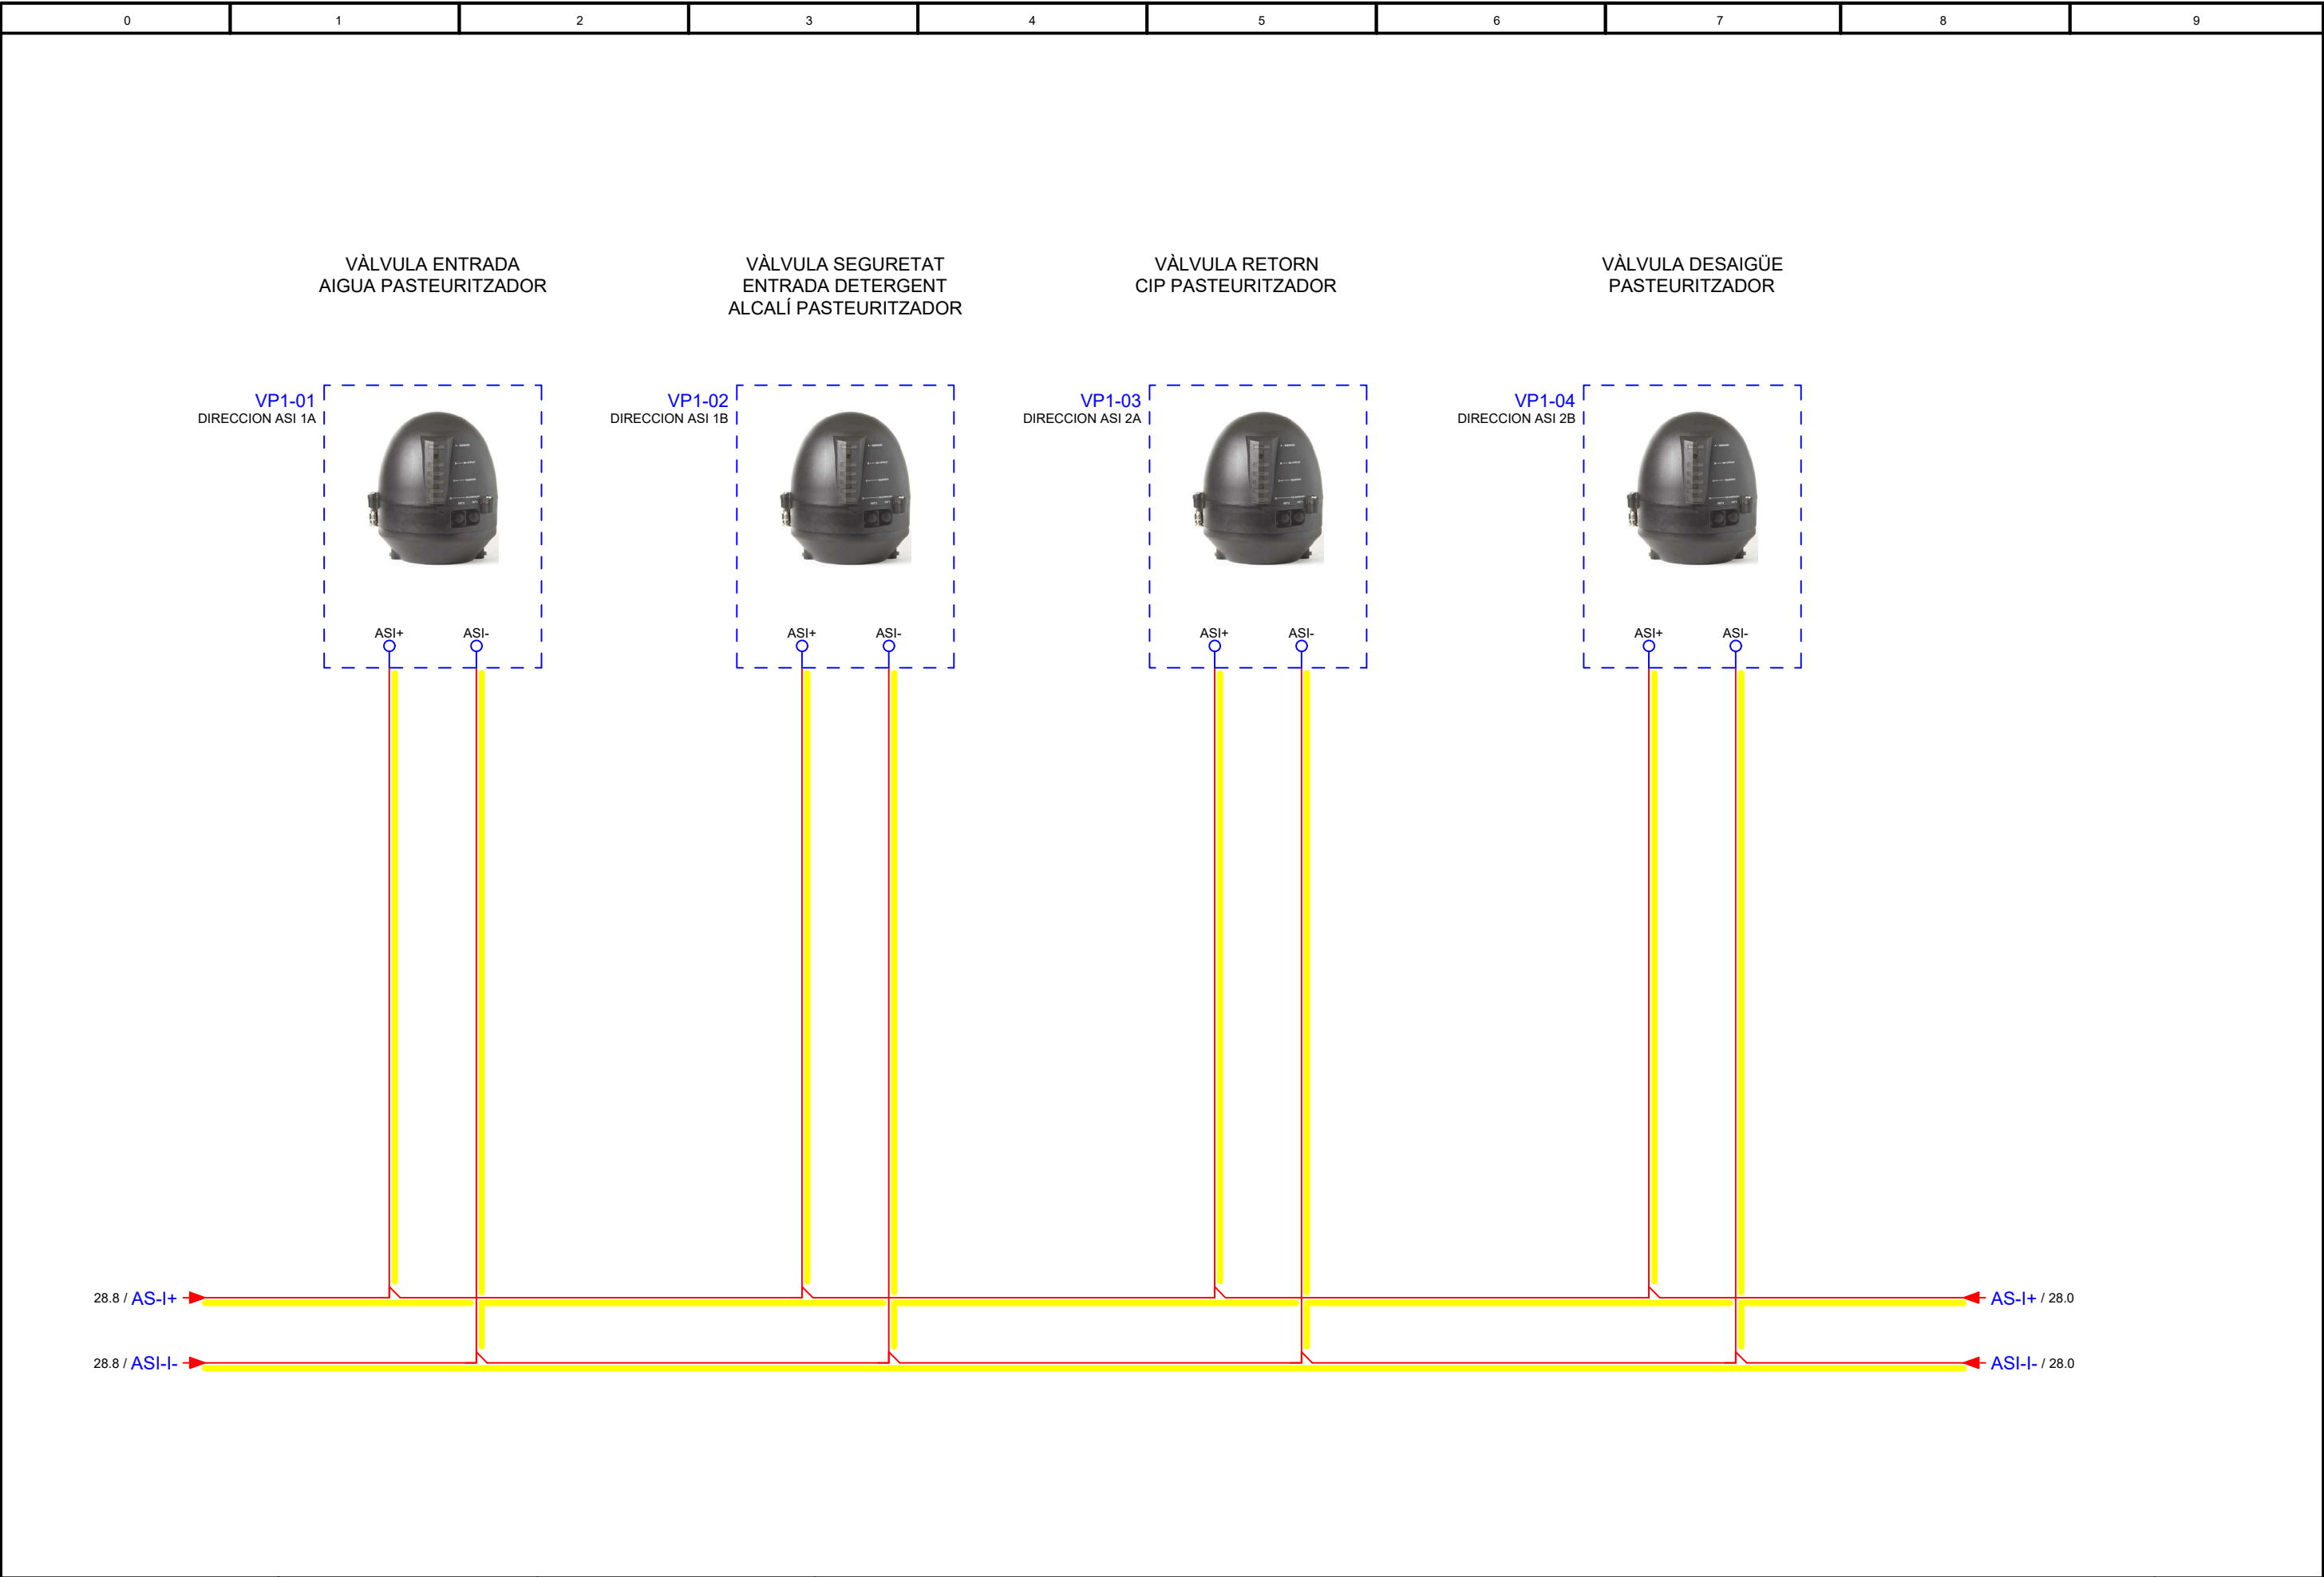 0 1 2 3 4 5 6 7 8 9
VÀLVULA ENTRADA
AIGUA PASTEURITZADOR
VÀLVULA SEGURETAT
ENTRADA DETERGENT
ALCALÍ PASTEURITZADOR
VÀLVULA RETORN
CIP PASTEURITZADOR
VÀLVULA DESAIGÜE
PASTEURITZADOR
VP1-01
DIRECCION ASI 1A
VP1-02
DIRECCION ASI 1B
VP1-03
DIRECCION ASI 2A
VP1-04
DIRECCION ASI 2B
ASI+ ASI-
ASI+ ASI-
ASI+ ASI-
ASI+ ASI-
28.8 / AS-I+
AS-I+ / 28.0
28.8 / ASI-I-
ASI-I- / 28.0